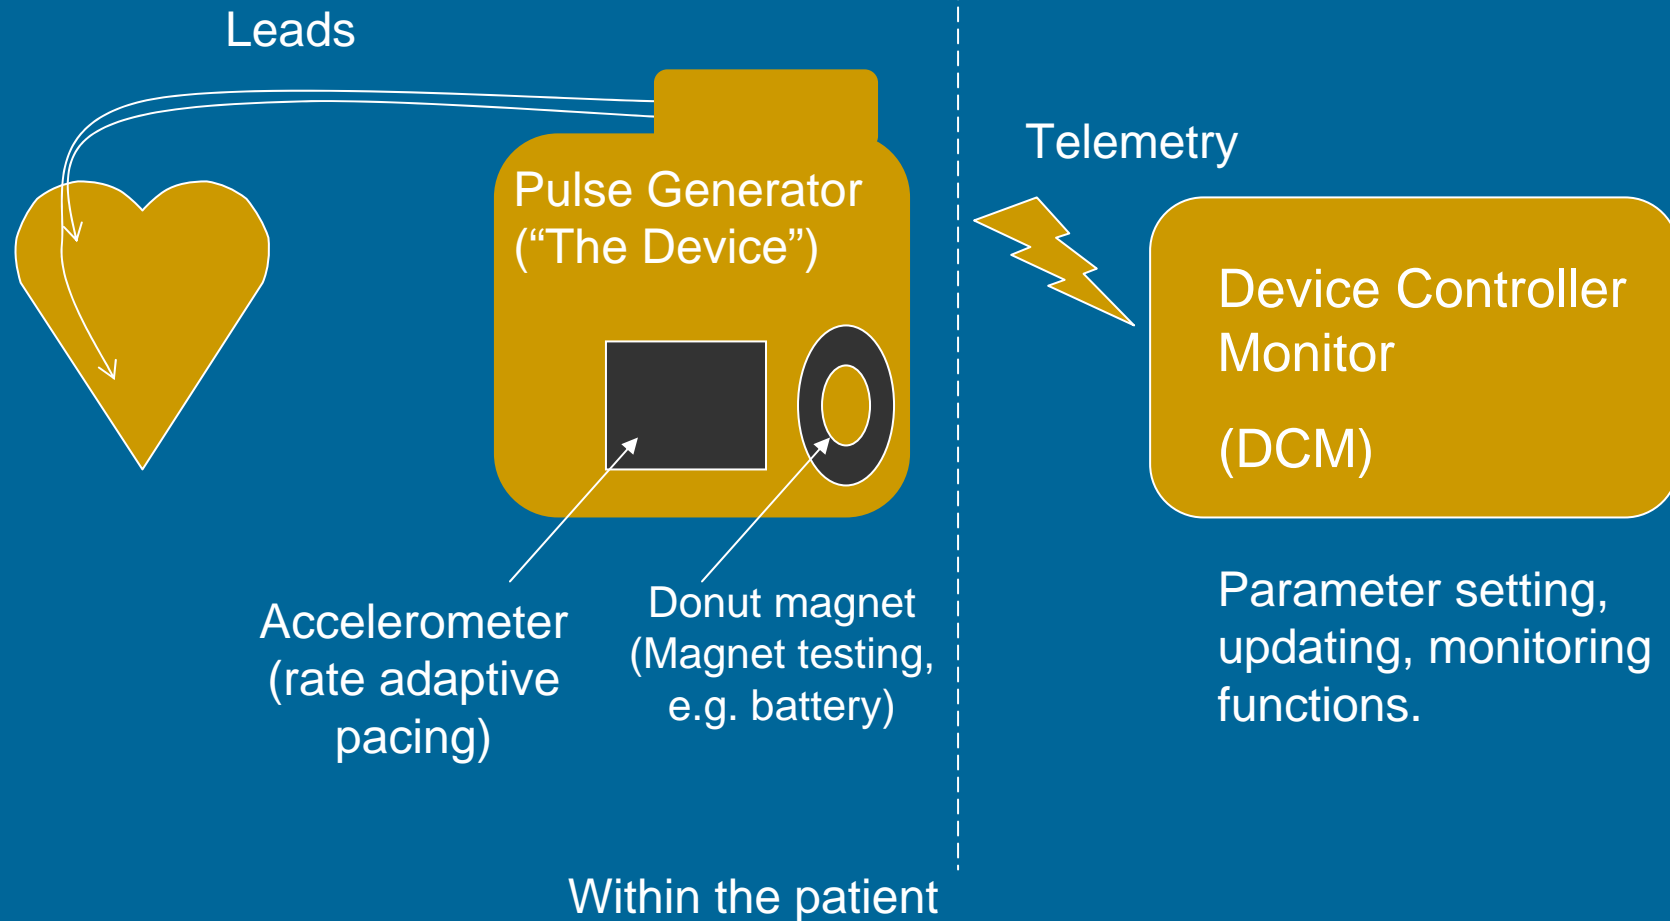 Leads
Pulse Generator
(“The Device”)
Telemetry
Device Controller
Monitor
(DCM)
Accelerometer
(rate adaptive
pacing)
Donut magnet
(Magnet testing,
e.g. battery)
Parameter setting,
updating, monitoring
functions.
Within the patient